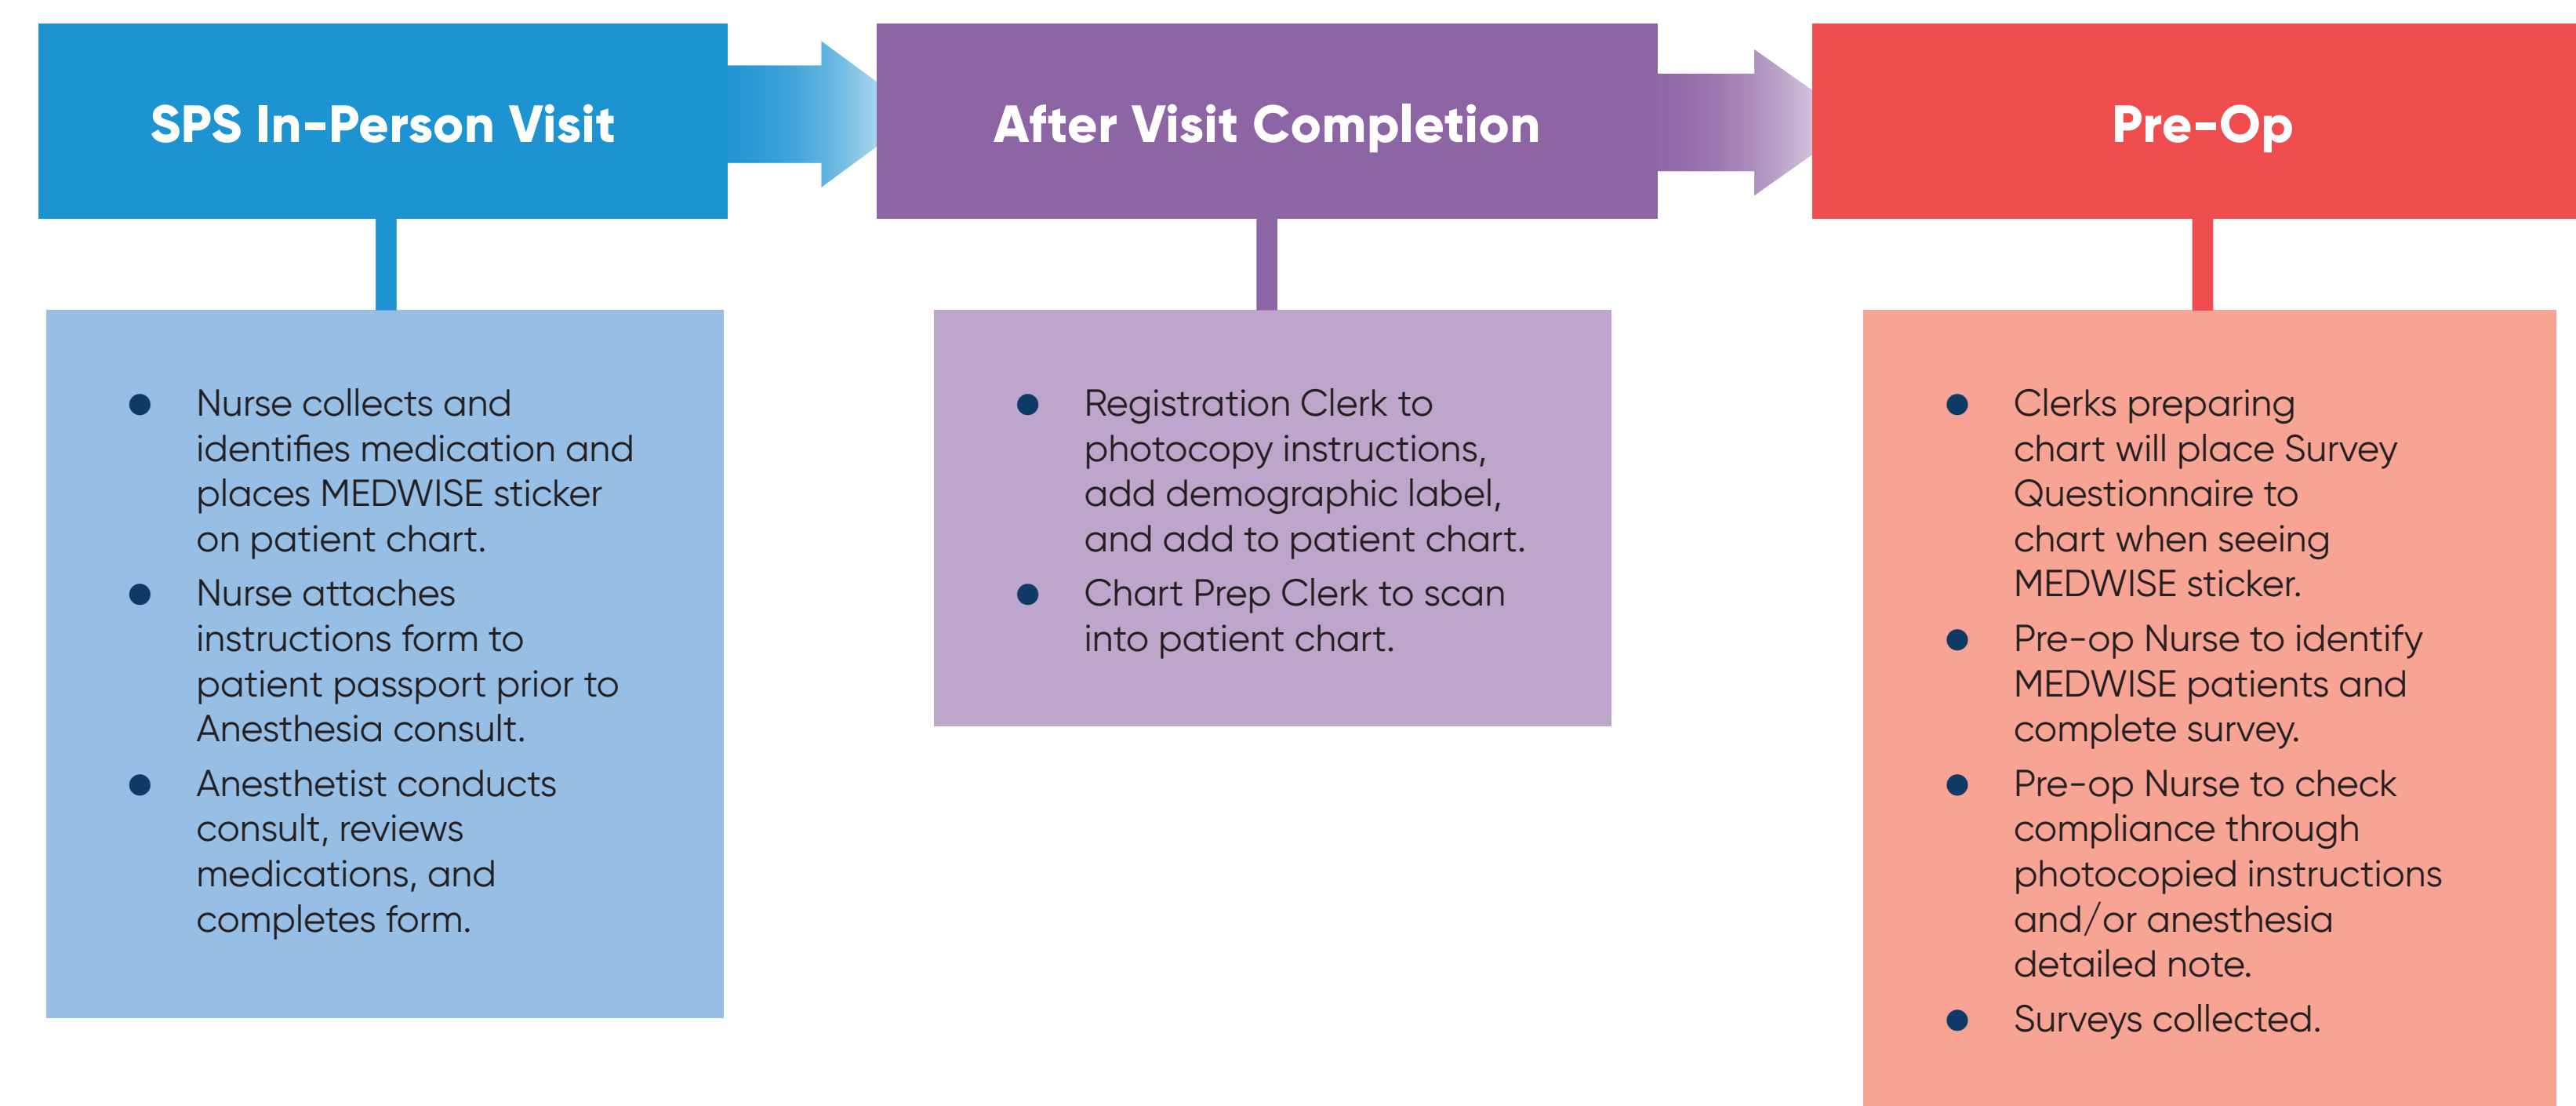 SPS In-Person Visit
After Visit Completion
Pre-Op
● Nurse collects and
identifies medication and
places MEDWISE sticker
on patient chart.
● Nurse attaches
instructions form to
patient passport prior to
Anesthesia consult.
● Anesthetist conducts
consult, reviews
medications, and
completes form.
● Registration Clerk to
photocopy instructions,
add demographic label,
and add to patient chart.
● Chart Prep Clerk to scan
into patient chart.
● Clerks preparing
chart will place Survey
Questionnaire to
chart when seeing
MEDWISE sticker.
● Pre-op Nurse to identify
MEDWISE patients and
complete survey.
● Pre-op Nurse to check
compliance through
photocopied instructions
and/or anesthesia
detailed note.
● Surveys collected.